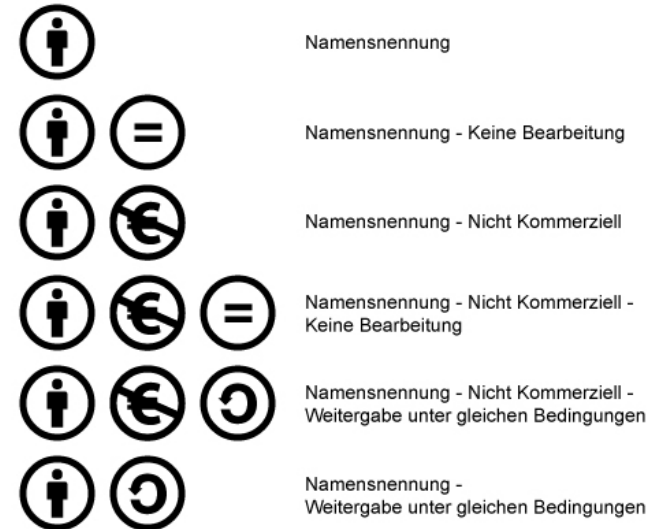 Namensnennung
Namensnennung - Keine Bearbeitung
Namensnennung - Nicht Kommerziell
Namensnennung - Nicht Kommerziell -
Keine Bearbeitung
Namensnennung - Nicht Kommerziell -
Weitergabe unter gleichen Bedingungen
Namensnennung -
Weitergabe unter gleichen Bedingungen